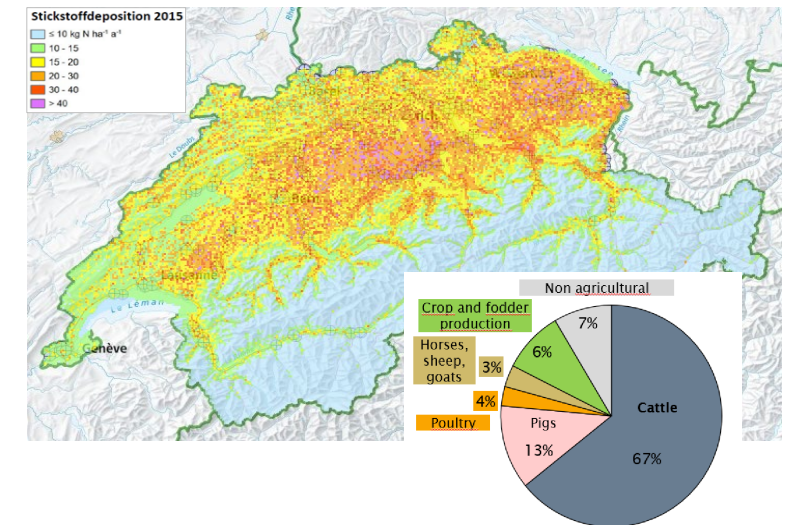 Stickstoffdeposition 2015
≤ 10 kg N ha⁻¹ a⁻¹
10 - 15
15 - 20
20 - 30
30 - 40
> 40
Le Doubs
Bern
Lausanne
Le Léman
Genève
Non agricultural
7%
Crop and fodder
production
6%
Horses,
sheep,
goats
3%
4%
Poultry
Pigs
13%
Cattle
67%